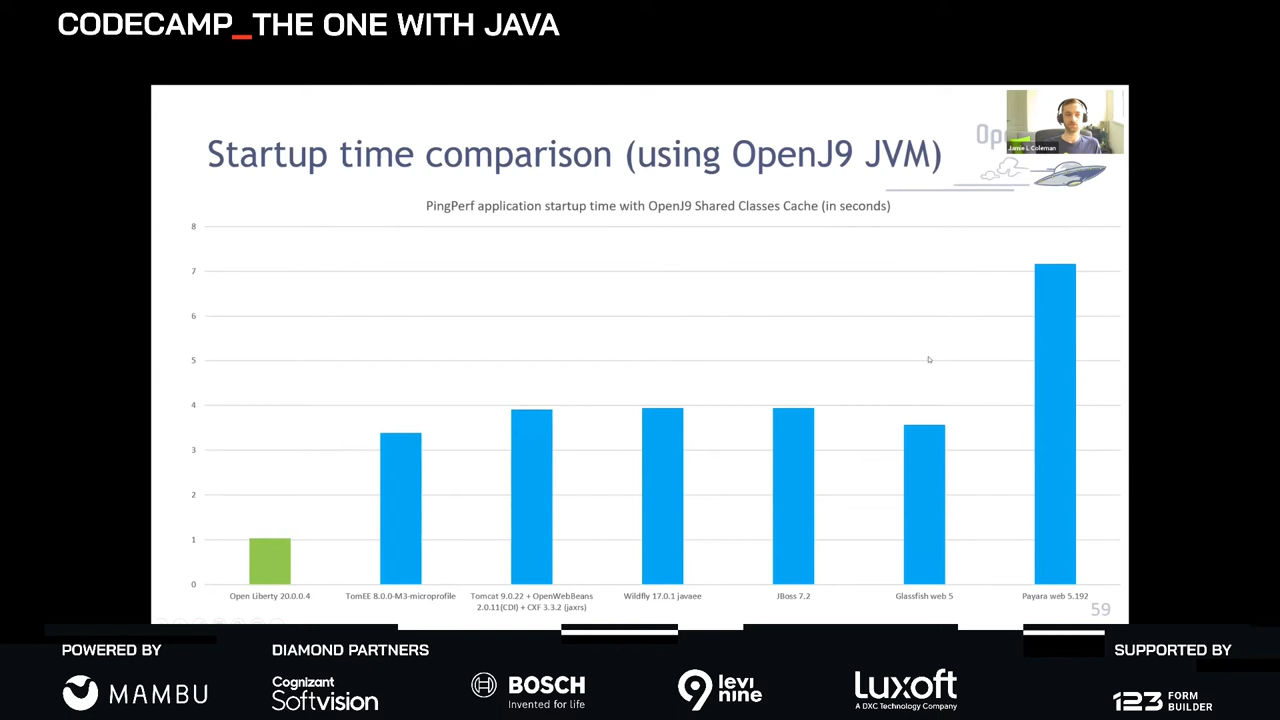 CODECAMP_THE ONE WITH JAVA
Startup time comparison (using OpenJ9 JVM)
Jamie L Coleman
PingPerf application startup time with OpenJ9 Shared Classes Cache (in seconds)
8
7
6
5
4
3
2
1
0
Open Liberty 20.0.0.4
TomEE 8.0.0-M3-microprofile
Tomcat 9.0.22 + OpenWebBeans
2.0.11(CDI) + CXF 3.3.2 (jaxrs)
Wildfly 17.0.1 javaee
JBoss 7.2
Glassfish web 5
Payara web 5.192
59
POWERED BY
MAMBU
DIAMOND PARTNERS
Cognizant
Softvision
BOSCH
Invented for life
9 levi
nine
Luxoft
A DXC Technology Company
SUPPORTED BY
123 FORM
BUILDER